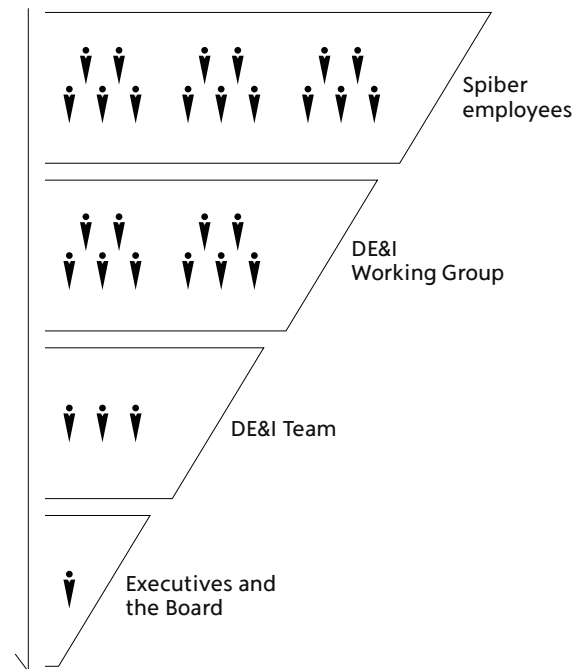 Spiber
employees
DE&I
Working Group
DE&I Team
Executives and
the Board